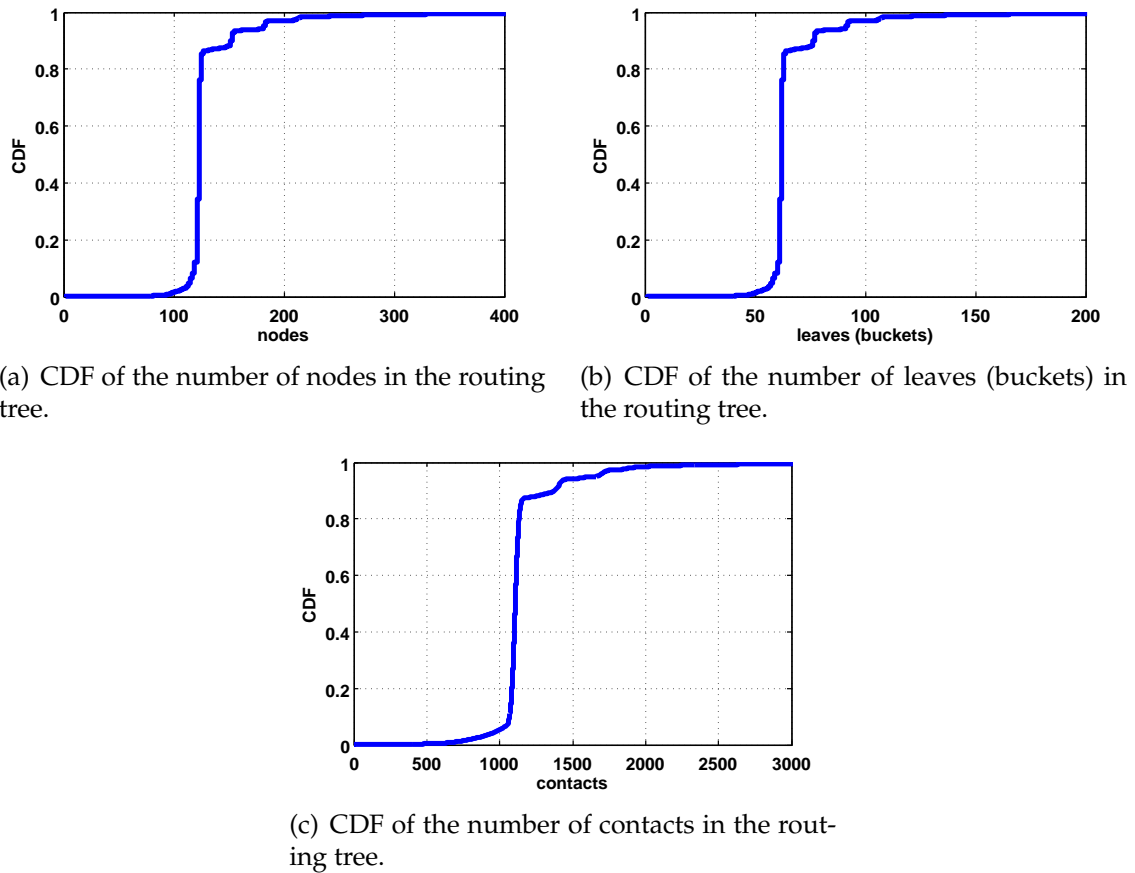 1
0.8
0.6
0.4
0.2
0
CDF
0 100 200 300 400
nodes
(a) CDF of the number of nodes in the routing
tree.
1
0.8
0.6
0.4
0.2
0
CDF
0 50 100 150 200
leaves (buckets)
(b) CDF of the number of leaves (buckets) in
the routing tree.
1
0.8
0.6
0.4
0.2
0
CDF
0 500 1000 1500 2000 2500 3000
contacts
(c) CDF of the number of contacts in the rout-
ing tree.